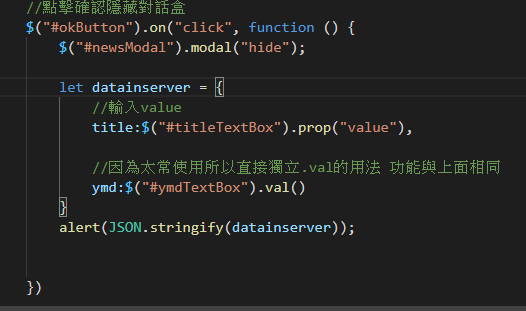 //點擊確認隱藏對話盒
$("#okButton").on("click", function () {
$("#newsModal").modal("hide");
let datainserver = {
//輸入value
title:$("#titleTextBox").prop("value"),
//因為太常使用所以直接獨立.val的用法 功能與上面相同
ymd:$("#ymdTextBox").val()
}
alert(JSON.stringify(datainserver));
})